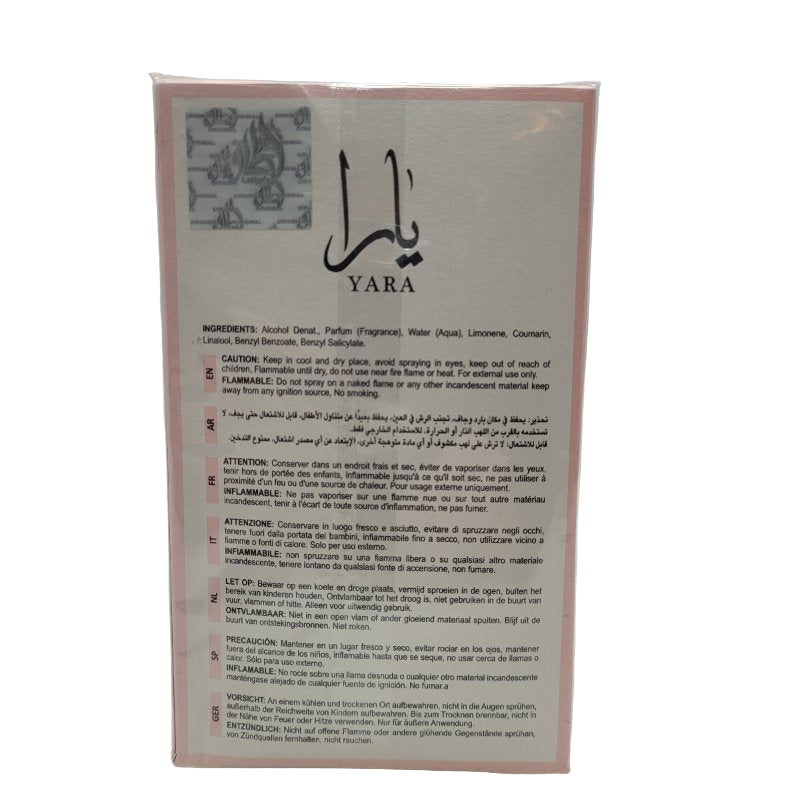 يارا
YARA
INGREDIENTS: Alcohol Denat., Parfum (Fragrance), Water (Aqua), Limonene, Coumarin,
Linalool, Benzyl Benzoate, Benzyl Salicylate.
EN
CAUTION: Keep in cool and dry place, avoid spraying in eyes, keep out of reach of
children, Flammable until dry, do not use near fire flame or heat. For external use only.
FLAMMABLE: Do not spray on a naked flame or any other incandescent material keep
away from any ignition source, No smoking.
AR
تحذير: يحفظ في مكان بارد وجاف، تجنب الرش في العين، يحفظ بعيدًا عن متناول الأطفال، قابل للاشتعال حتى يجف، لا
تستخدمه بالقرب من اللهب النار أو الحرارة. للاستخدام الخارجي فقط.
قابل للاشتعال: لا ترش على لهب مكشوف أو أي مادة متوهجة أخرى، الإبتعاد عن أي مصدر اشتعال، ممنوع التدخين.
FR
ATTENTION: Conserver dans un endroit frais et sec, éviter de vaporiser dans les yeux,
tenir hors de portée des enfants, inflammable jusqu'à ce qu'il soit sec, ne pas utiliser à
proximité d'un feu ou d'une source de chaleur. Pour usage externe uniquement.
INFLAMMABLE: Ne pas vaporiser sur une flamme nue ou sur tout autre matériau
incandescent, tenir à l'écart de toute source d'inflammation, ne pas fumer.
IT
ATTENZIONE: Conservare in luogo fresco e asciutto, evitare di spruzzare negli occhi,
tenere fuori dalla portata dei bambini, infiammabile fino a secco, non utilizzare vicino a
fiamme o fonti di calore. Solo per uso esterno.
INFIAMMABILE: non spruzzare su una fiamma libera o su qualsiasi altro materiale
incandescente, tenere lontano da qualsiasi fonte di accensione, non fumare.
NL
LET OP: Bewaar op een koele en droge plaats, vermijd sproeien in de ogen, buiten het
bereik van kinderen houden, Ontvlambaar tot het droog is, niet gebruiken in de buurt van
vuur, vlammen of hitte. Alleen voor uitwendig gebruik.
ONTVLAMBAAR: Niet in een open vlam of ander gloeiend materiaal spuiten. Blijf uit de
buurt van ontstekingsbronnen. Niet roken.
SP
PRECAUCIÓN: Mantener en un lugar fresco y seco, evitar rociar en los ojos, mantener
fuera del alcance de los niños, inflamable hasta que se seque, no usar cerca de llamas o
calor. Sólo para uso externo.
INFLAMABLE: No rocíe sobre una llama desnuda o cualquier otro material incandescente
manténgase alejado de cualquier fuente de ignición. No fumar.a
GER
VORSICHT: An einem kühlen und trockenen Ort aufbewahren, nicht in die Augen sprühen,
außerhalb der Reichweite von Kindern aufbewahren. Bis zum Trocknen brennbar, nicht in
der Nähe von Feuer oder Hitze verwenden. Nur für äußere Anwendung.
ENTZÜNDLICH: Nicht auf offene Flamme oder andere glühende Gegenstände sprühen,
von Zündquellen fernhalten, nicht rauchen.